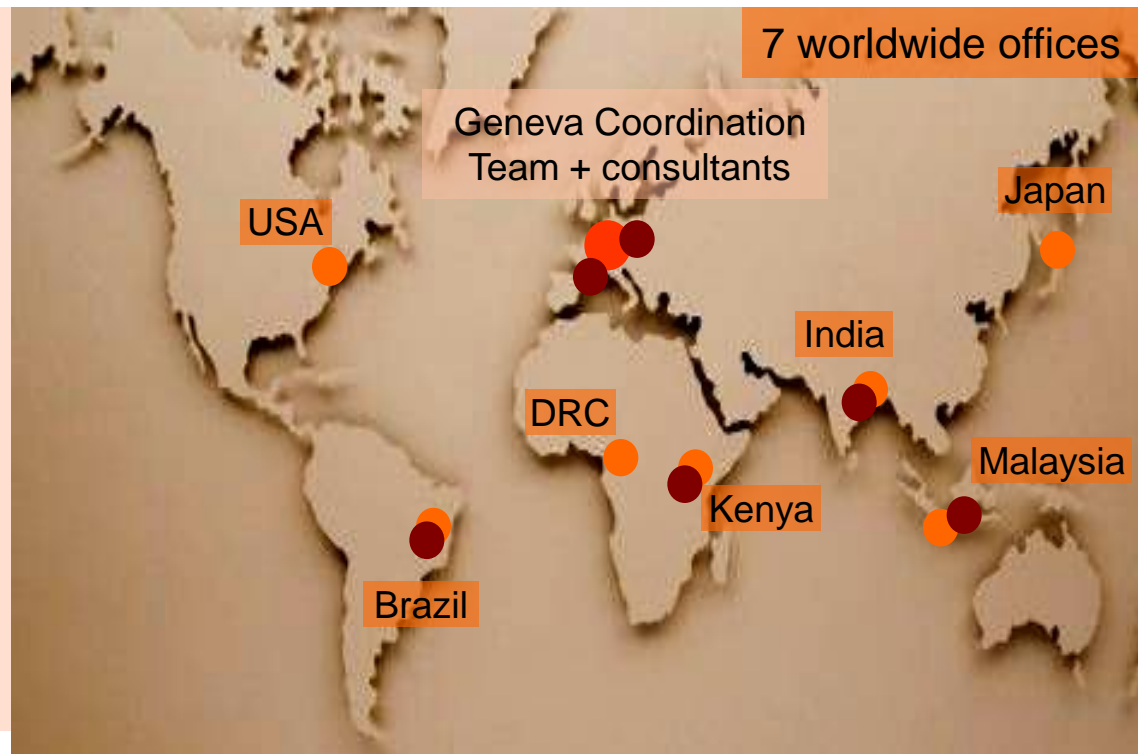 7 worldwide offices
Geneva Coordination
Team + consultants
Japan
USA
India
DRC
Malaysia
Kenya
Brazil